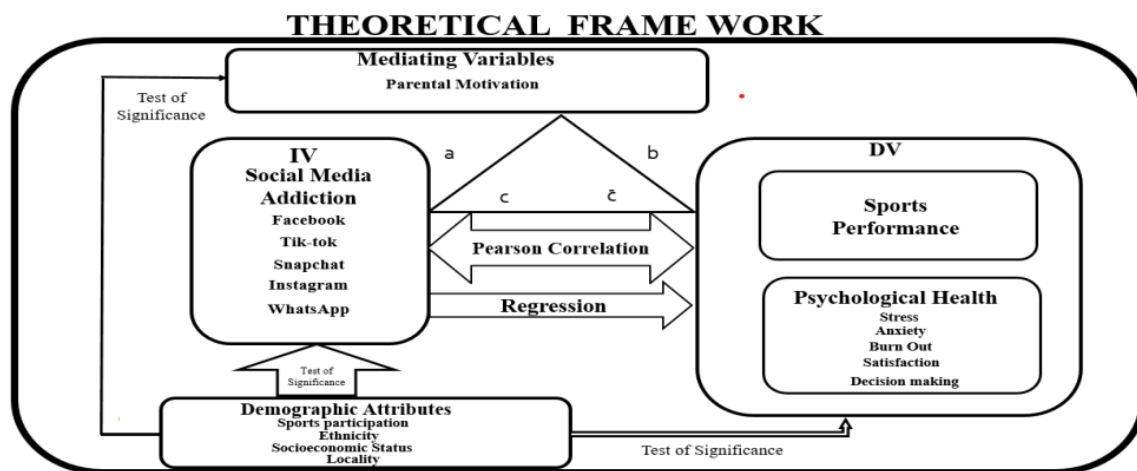 THEORETICAL FRAME WORK
Mediating Variables
Parental Motivation
Test of
Significance
a
b
c
c̄
IV
Social Media
Addiction
Facebook
Tik-tok
Snapchat
Instagram
WhatsApp
Pearson Correlation
Regression
DV
Sports
Performance
Psychological Health
Stress
Anxiety
Burn Out
Satisfaction
Decision making
Test of
Significance
Demographic Attributes
Sports participation
Ethnicity
Socioeconomic Status
Locality
Test of Significance